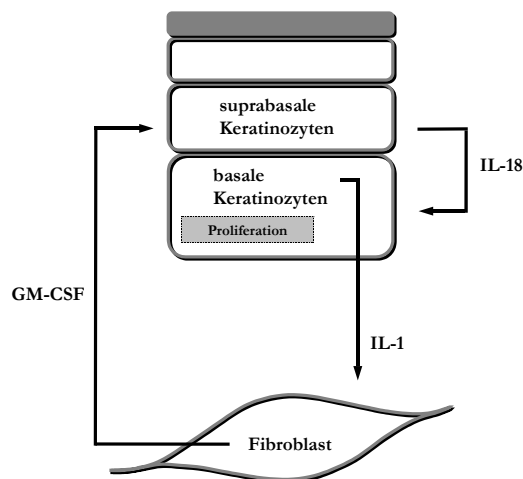 suprabasale
Keratinozyten
IL-18
basale
Keratinozyten
Proliferation
GM-CSF
IL-1
Fibroblast